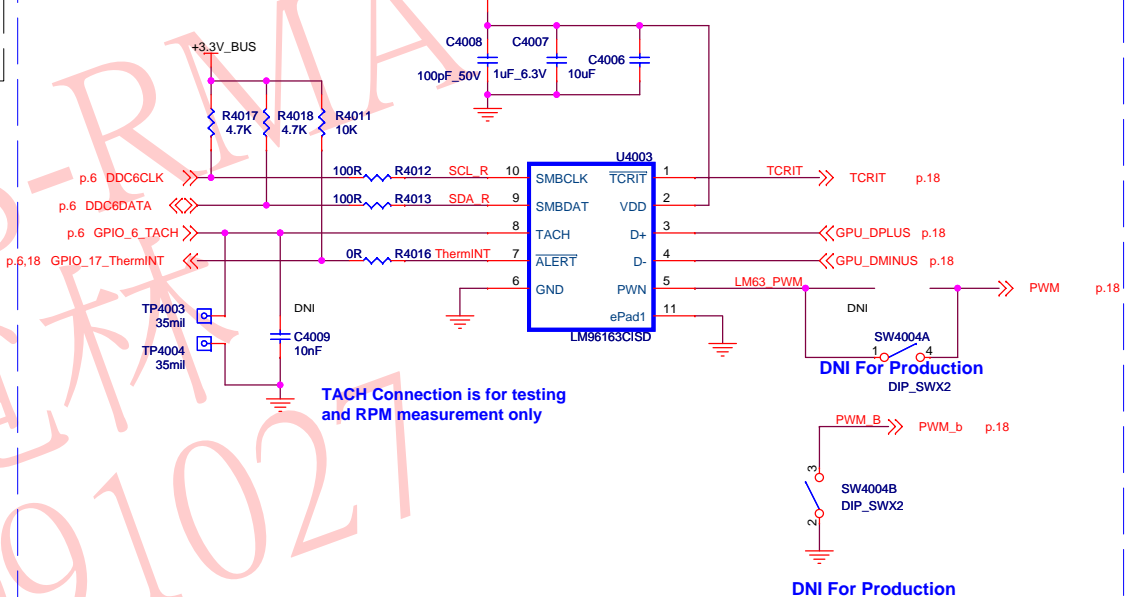 C4008
C4007
C4006
100pF_50V
1uF_6.3V
10uF
+3.3V_BUS
R4017
4.7K
R4018
4.7K
R4011
10K
U4003
p.6 DDC6CLK
100R
R4012
SCL_R
10
SMBCLK
TCRIT
1
TCRIT
TCRIT
p.18
p.6 DDC6DATA
100R
R4013
SDA_R
9
SMBDAT
VDD
2
p.6 GPIO_6_TACH
8
TACH
D+
3
GPU_DPLUS
p.18
p.6,18 GPIO_17_ThermINT
0R
R4016
ThermINT
7
ALERT
D-
4
GPU_DMINUS
p.18
6
GND
PWN
5
LM63_PWM
PWM
p.18
ePad1
11
LM96163CISD
TP4003
35mil
TP4004
35mil
DNI
C4009
10nF
DNI
SW4004A
1
4
DNI For Production
DIP_SWX2
TACH Connection is for testing
and RPM measurement only
PWM_B
PWM_b
p.18
3
SW4004B
DIP_SWX2
2
DNI For Production
-RMA
林
91027